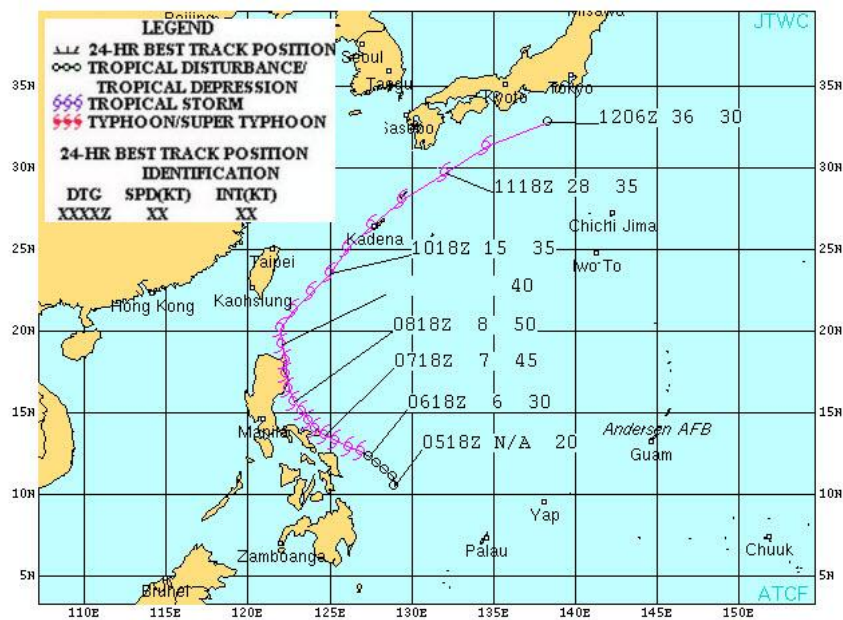 JTWC
LEGEND
24-HR BEST TRACK POSITION
TROPICAL DISTURBANCE/
TROPICAL DEPRESSION
TROPICAL STORM
TYPHOON/SUPER TYPHOON
24-HR BEST TRACK POSITION
IDENTIFICATION
DTG SPD(KT) INT(KT)
XXXXZ XX XX
Seoul
Taegu
Kyoto
Tokyo
Sasebo
Misawa
35N
30N
25N
20N
15N
10N
5N
1206Z 36 30
1118Z 28 35
Chichi Jima
Kadena
1018Z 15 35
Iwo To
Taipei
Hong Kong
Kaohsiung
40
0818Z 8 50
0718Z 7 45
0618Z 6 30
Manila
Andersen AFB
0518Z N/A 20
Guam
Yap
Zamboanga
Palau
Chuuk
Brunei
ATCF
110E 115E 120E 125E 130E 135E 140E 145E 150E